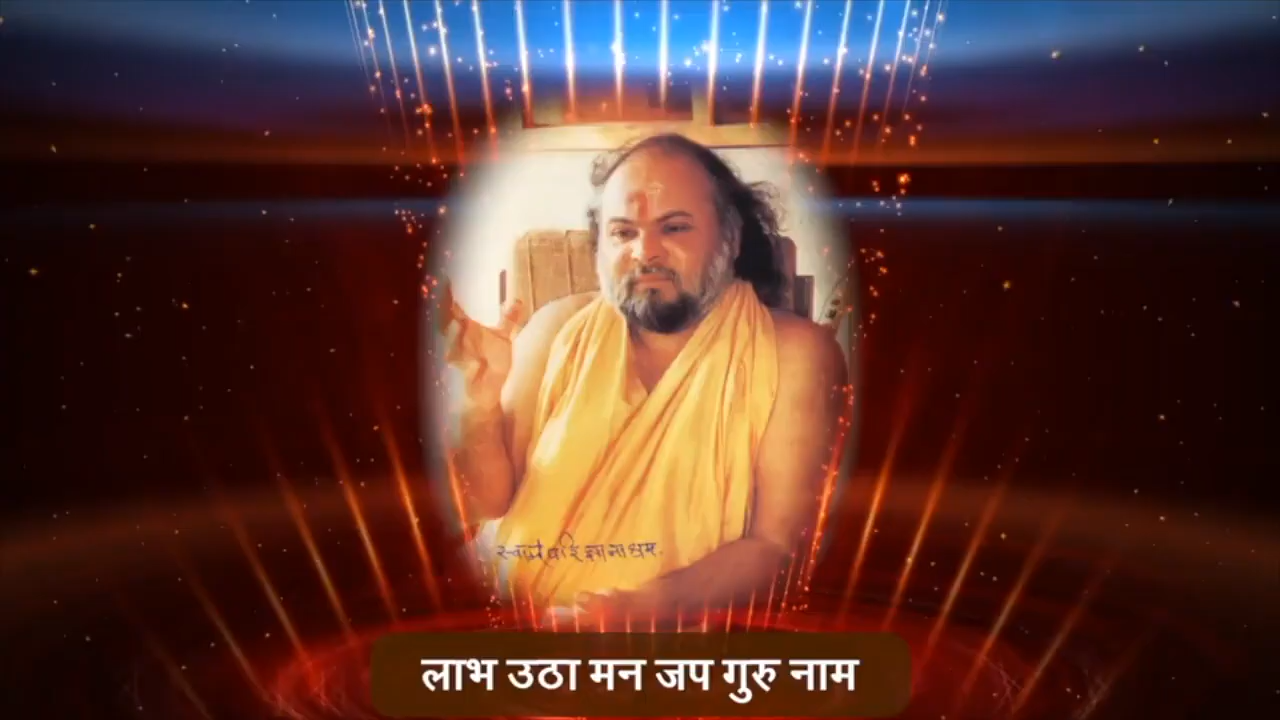 लाभ उठा मन जप गुरु नाम